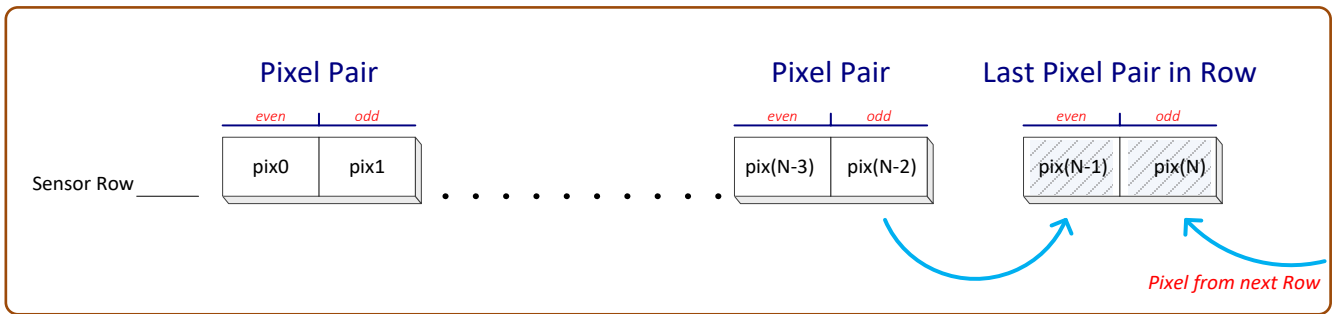 Pixel Pair Pixel Pair Last Pixel Pair in Row
even odd even odd even odd
pix0 pix1 pix(N-3) pix(N-2) pix(N-1) pix(N)
Sensor Row
Pixel from next Row